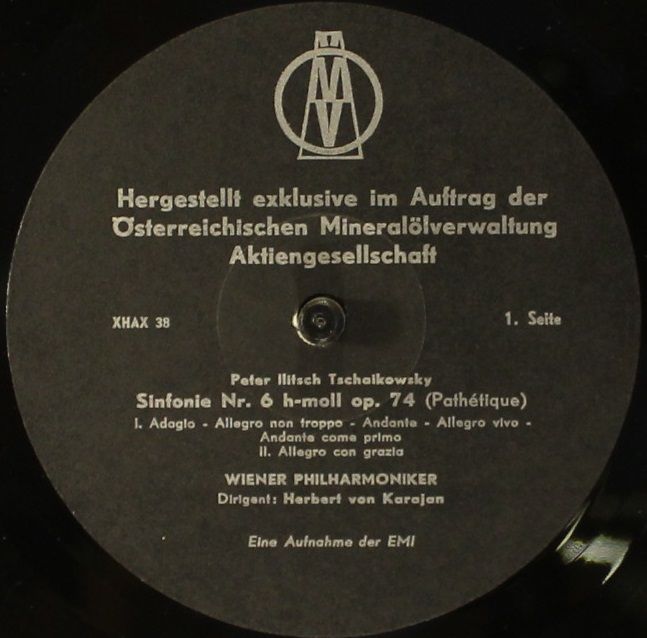 ÖMV
Hergestellt exklusive im Auftrag der
Österreichischen Mineralölverwaltung
Aktiengesellschaft
XHAX 38
1. Seite
Peter Ilitsch Tschaikowsky
Sinfonie Nr. 6 h-moll op. 74 (Pathétique)
I. Adagio - Allegro non troppo - Andante - Allegro vivo -
Andante come primo
II. Allegro con grazia
WIENER PHILHARMONIKER
Dirigent: Herbert von Karajan
Eine Aufnahme der EMI